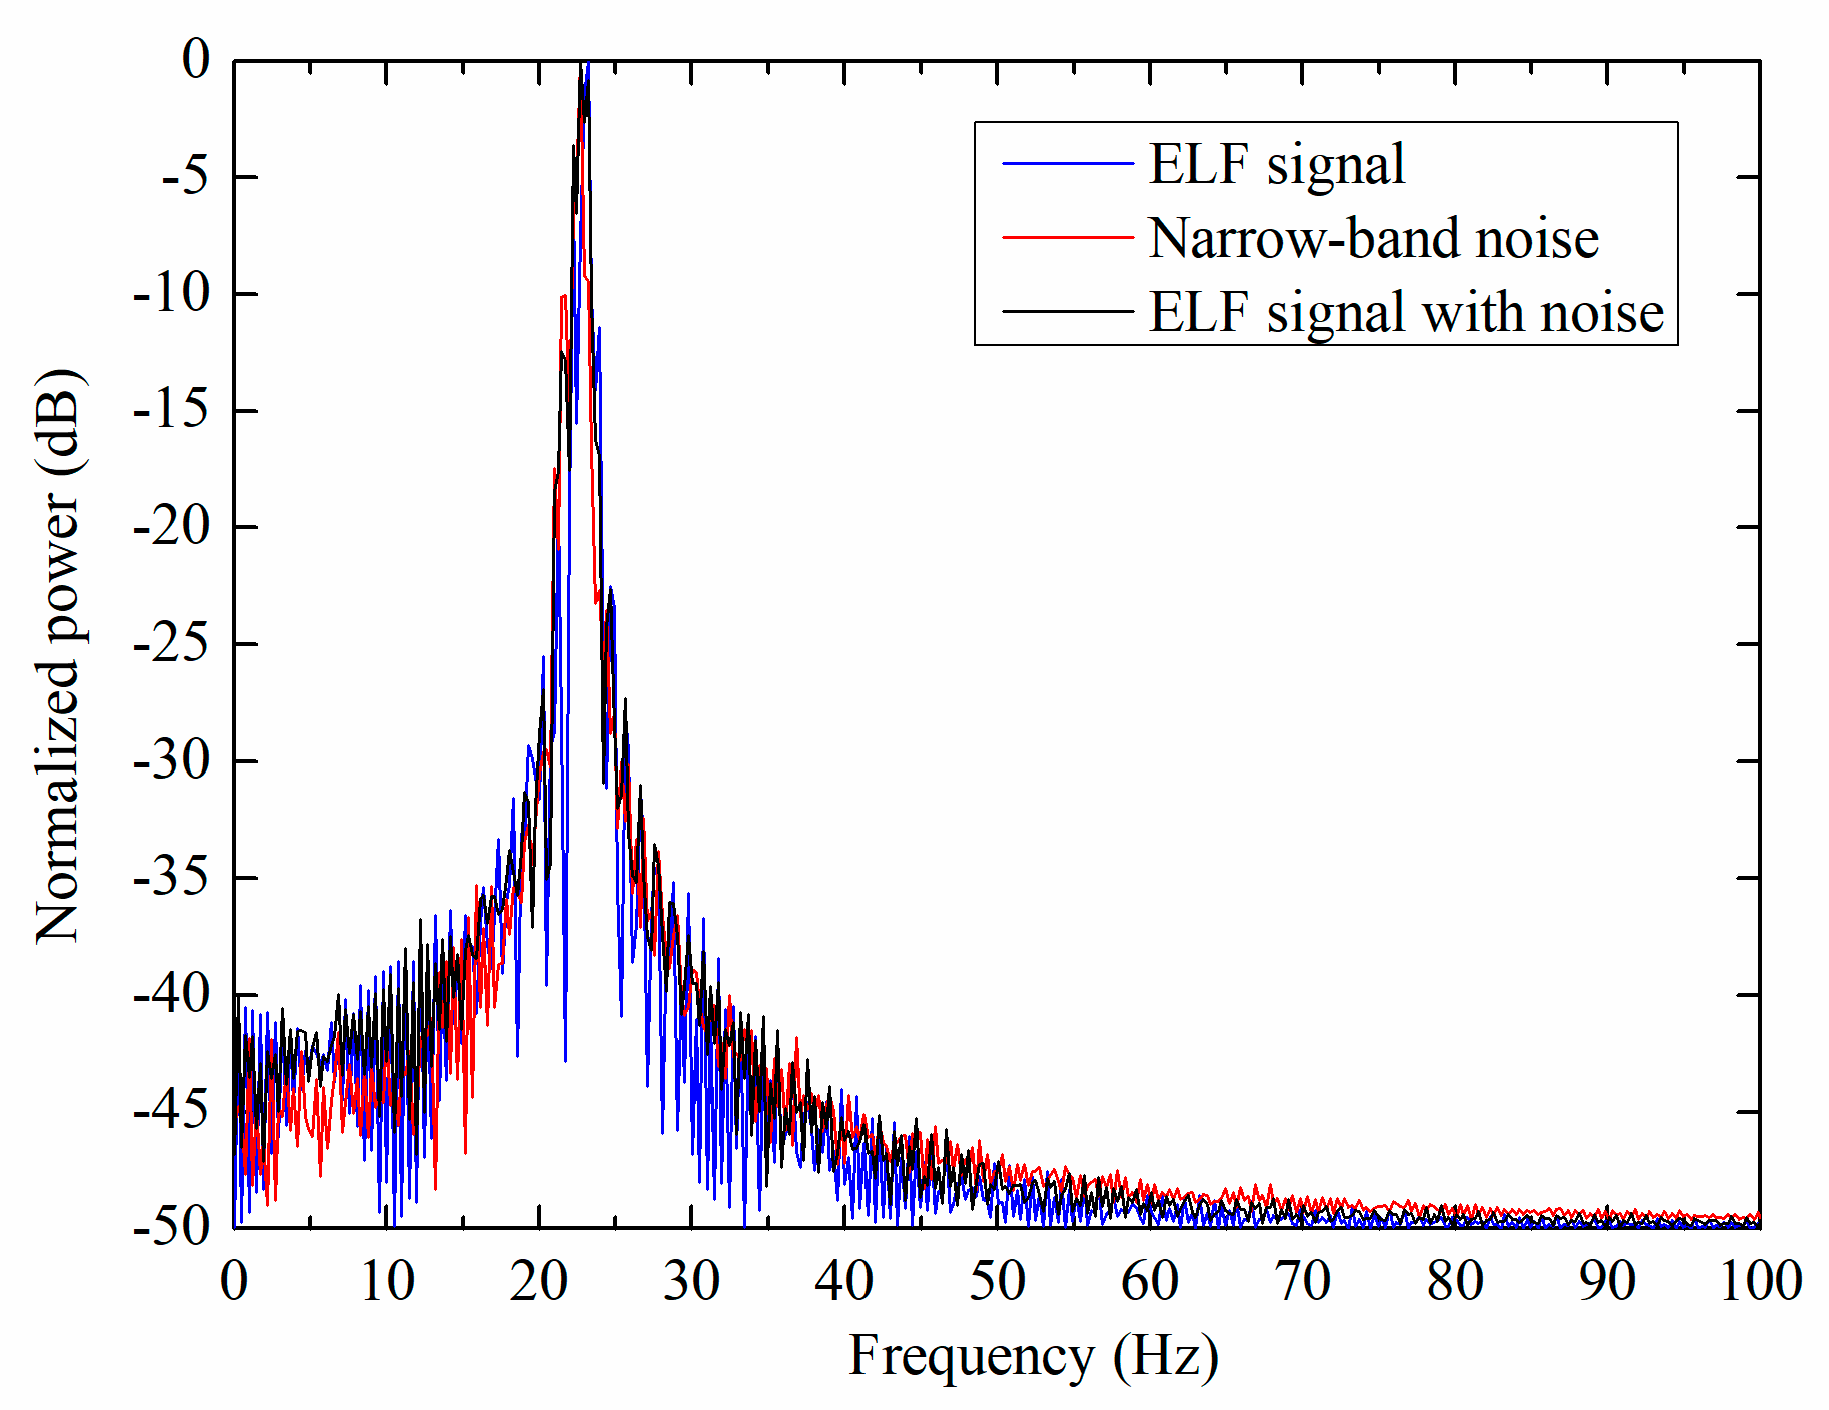 0
-5
-10
-15
-20
-25
-30
-35
-40
-45
-50
Normalized power (dB)
ELF signal
Narrow-band noise
ELF signal with noise
0 10 20 30 40 50 60 70 80 90 100
Frequency (Hz)